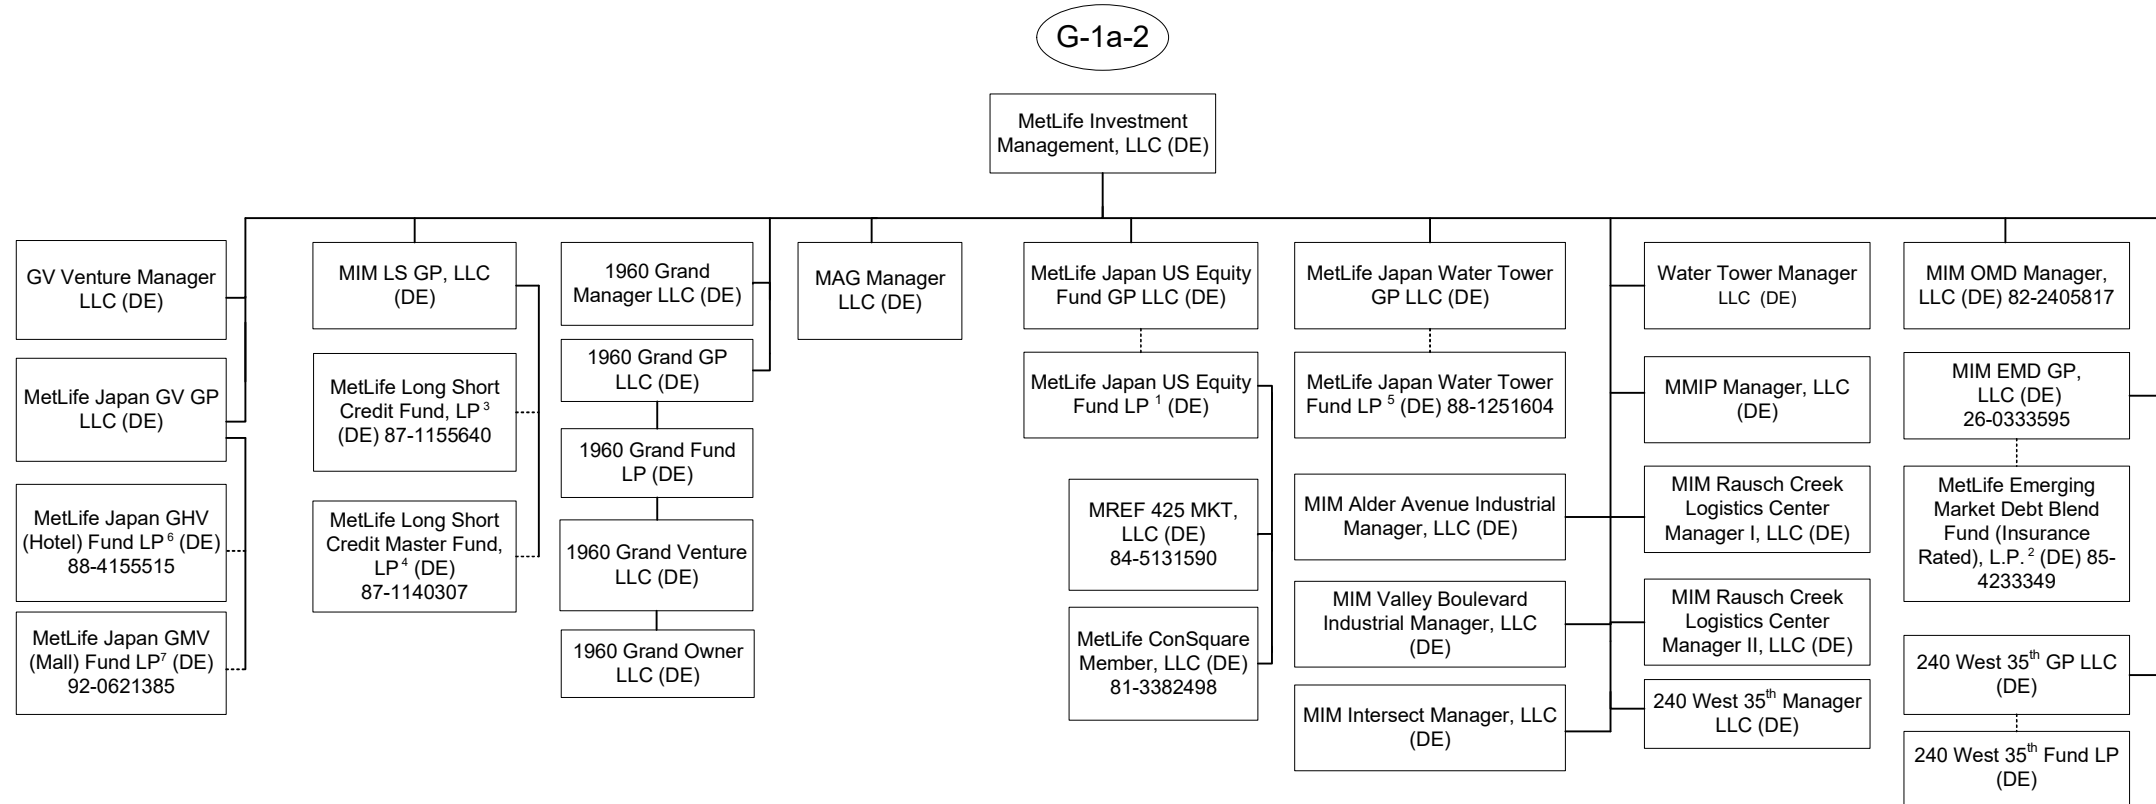 G-1a-2
MetLife Investment
Management, LLC (DE)
GV Venture Manager
LLC (DE)
MetLife Japan GV GP
LLC (DE)
MetLife Japan GHV
(Hotel) Fund LP 6 (DE)
88-4155515
MetLife Japan GMV
(Mall) Fund LP7 (DE)
92-0621385
MIM LS GP, LLC
(DE)
MetLife Long Short
Credit Fund, LP 3
(DE) 87-1155640
MetLife Long Short
Credit Master Fund,
LP 4 (DE)
87-1140307
1960 Grand
Manager LLC (DE)
1960 Grand GP
LLC (DE)
1960 Grand Fund
LP (DE)
1960 Grand Venture
LLC (DE)
1960 Grand Owner
LLC (DE)
MAG Manager
LLC (DE)
MetLife Japan US Equity
Fund GP LLC (DE)
MetLife Japan US Equity
Fund LP 1 (DE)
MREF 425 MKT,
LLC (DE)
84-5131590
MetLife ConSquare
Member, LLC (DE)
81-3382498
MetLife Japan Water Tower
GP LLC (DE)
MetLife Japan Water Tower
Fund LP 5 (DE) 88-1251604
MIM Alder Avenue Industrial
Manager, LLC (DE)
MIM Valley Boulevard
Industrial Manager, LLC
(DE)
MIM Intersect Manager, LLC
(DE)
Water Tower Manager
LLC (DE)
MMIP Manager, LLC
(DE)
MIM Rausch Creek
Logistics Center
Manager I, LLC (DE)
MIM Rausch Creek
Logistics Center
Manager II, LLC (DE)
240 West 35th Manager
LLC (DE)
MIM OMD Manager,
LLC (DE) 82-2405817
MIM EMD GP,
LLC (DE)
26-0333595
MetLife Emerging
Market Debt Blend
Fund (Insurance
Rated), L.P. 2 (DE) 85-
4233349
240 West 35th GP LLC
(DE)
240 West 35th Fund LP
(DE)